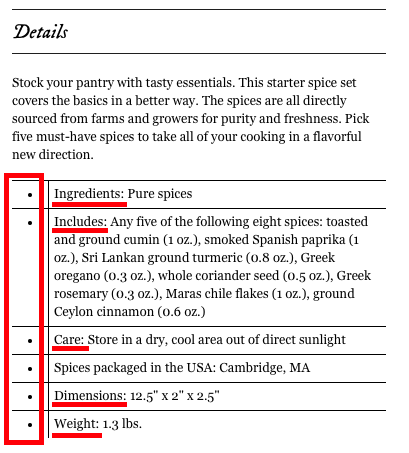 Details
Stock your pantry with tasty essentials. This starter spice set
covers the basics in a better way. The spices are all directly
sourced from farms and growers for purity and freshness. Pick
five must-have spices to take all of your cooking in a flavorful
new direction.
• Ingredients: Pure spices
• Includes: Any five of the following eight spices: toasted
and ground cumin (1 oz.), smoked Spanish paprika (1
oz.), Sri Lankan ground turmeric (0.8 oz.), Greek
oregano (0.3 oz.), whole coriander seed (0.5 oz.), Greek
rosemary (0.3 oz.), Maras chile flakes (1 oz.), ground
Ceylon cinnamon (0.6 oz.)
• Care: Store in a dry, cool area out of direct sunlight
• Spices packaged in the USA: Cambridge, MA
• Dimensions: 12.5" x 2" x 2.5"
• Weight: 1.3 lbs.